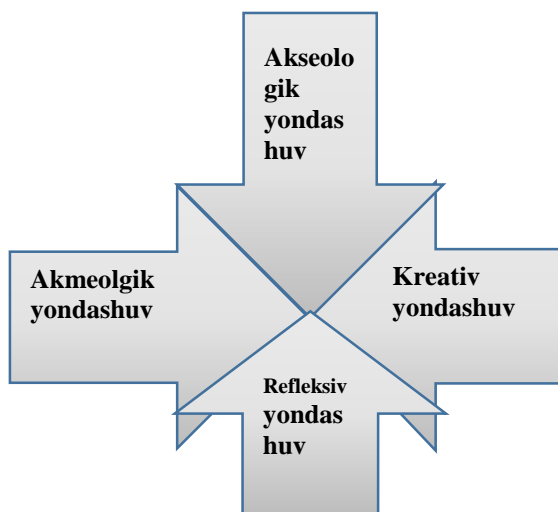 Akseolo
gik
yondas
huv
Akmeolgik
yondashuv
Kreativ
yondashuv
Refleksiv
yondas
huv